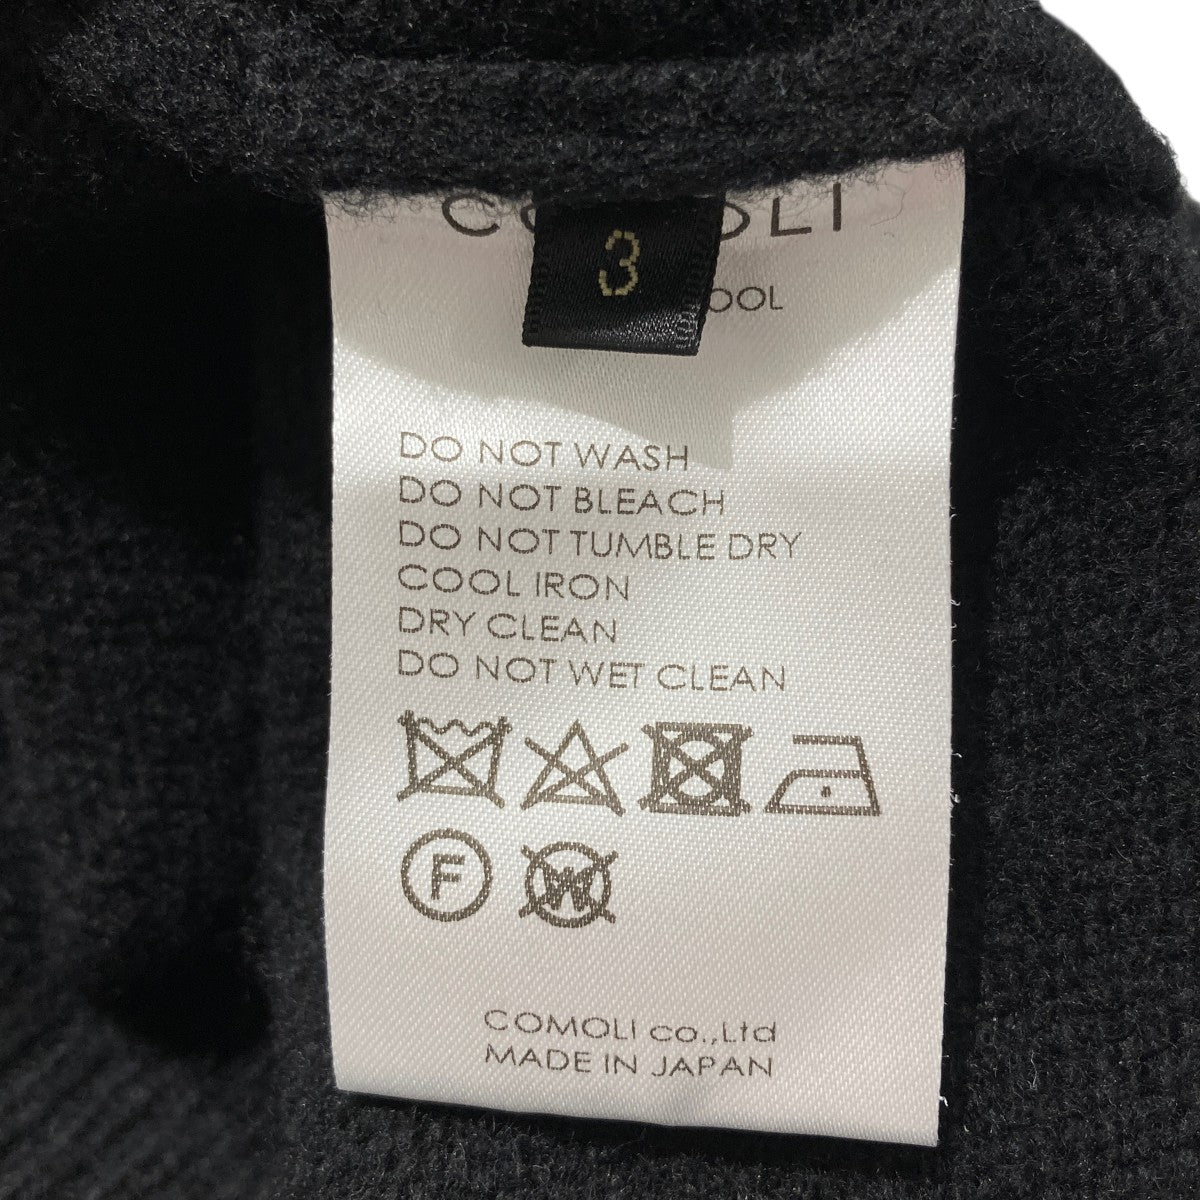 3
DO NOT WASH
DO NOT BLEACH
DO NOT TUMBLE DRY
COOL IRON
DRY CLEAN
DO NOT WET CLEAN
F
W
COMOLI co.,Ltd
MADE IN JAPAN